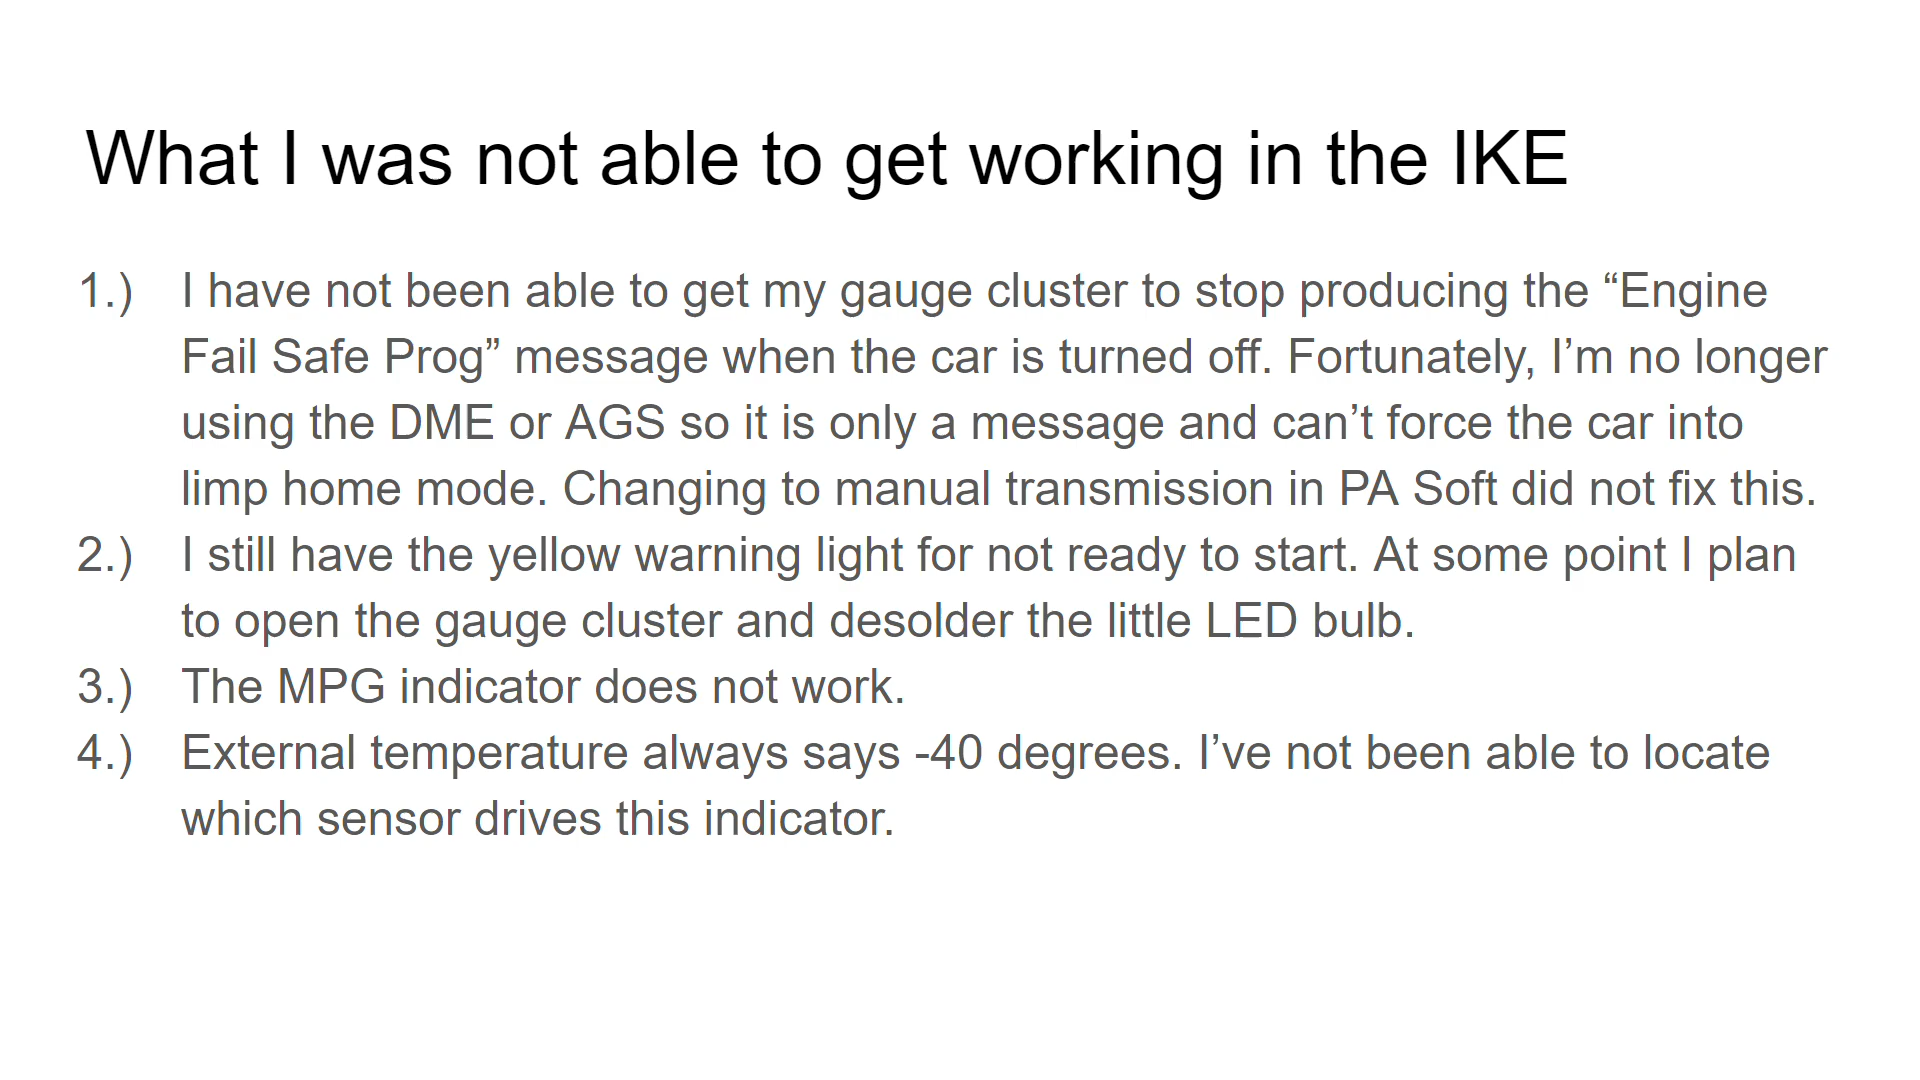 What I was not able to get working in the IKE
1.) I have not been able to get my gauge cluster to stop producing the “Engine
Fail Safe Prog” message when the car is turned off. Fortunately, I’m no longer
using the DME or AGS so it is only a message and can’t force the car into
limp home mode. Changing to manual transmission in PA Soft did not fix this.
2.) I still have the yellow warning light for not ready to start. At some point I plan
to open the gauge cluster and desolder the little LED bulb.
3.) The MPG indicator does not work.
4.) External temperature always says -40 degrees. I’ve not been able to locate
which sensor drives this indicator.